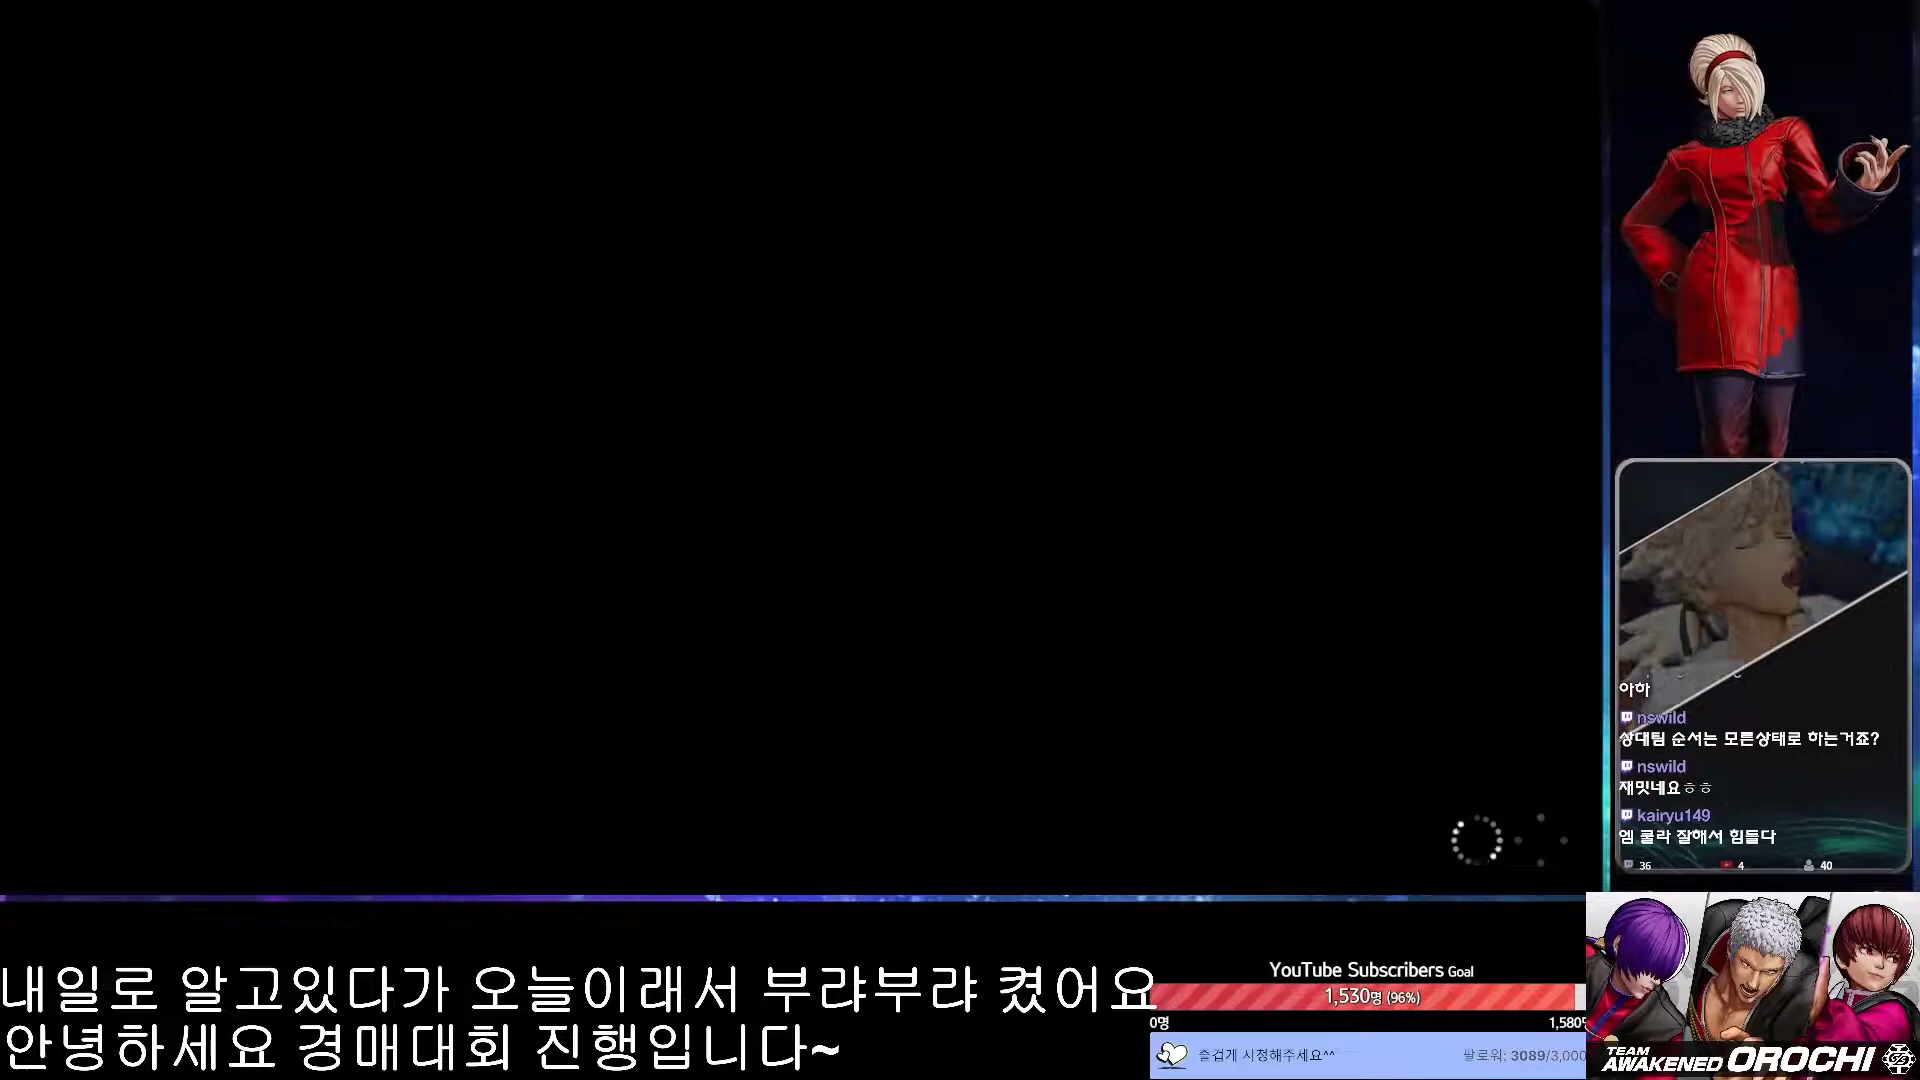 아하
nswild
상대팀 순서는 모른상태로 하는거죠?
nswild
재밋네요ㅎㅎ
kairyu149
엠 쿨라 잘해서 힘들다
36 4 40
내일로 알고있다가 오늘이래서 부랴부랴 켰어요
안녕하세요 경매대회 진행입니다~
YouTube Subscribers Goal
1,530명 (96%)
0명 1,580명
즐겁게 시청해주세요^^ 팔로워: 3089/3,000
TEAM
AWAKENED OROCHI